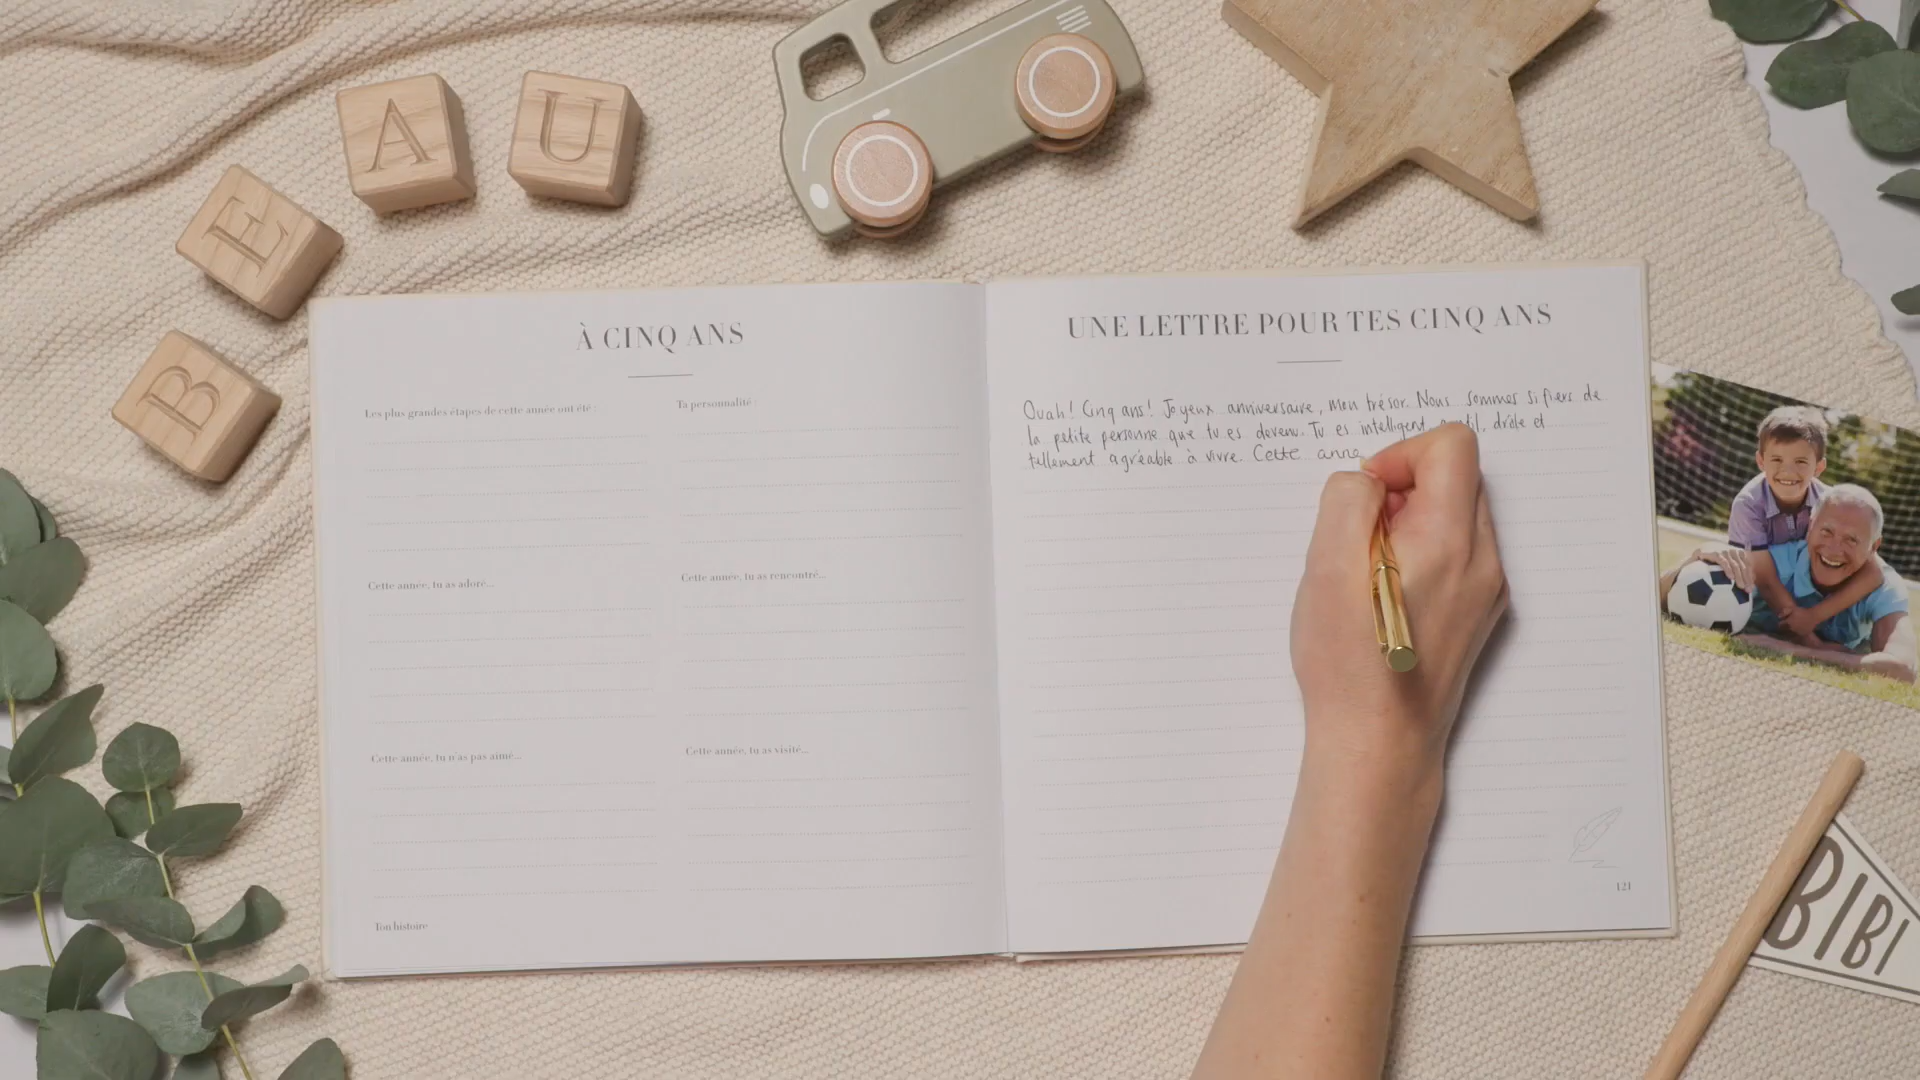 B
E
A
U
À CINQ ANS
Les plus grandes étapes de cette année ont été :
Ta personnalité :
Cette année, tu as adoré...
Cette année, tu as rencontré...
Cette année, tu n'as pas aimé...
Cette année, tu as visité...
Ton histoire
UNE LETTRE POUR TES CINQ ANS
Ouah! Cinq ans! Joyeux anniversaire, mon trésor. Nous sommes si fiers de
la petite personne que tu es devenu. Tu es intelligent, drôle et
tellement agréable à vivre. Cette anne
121
BIBI